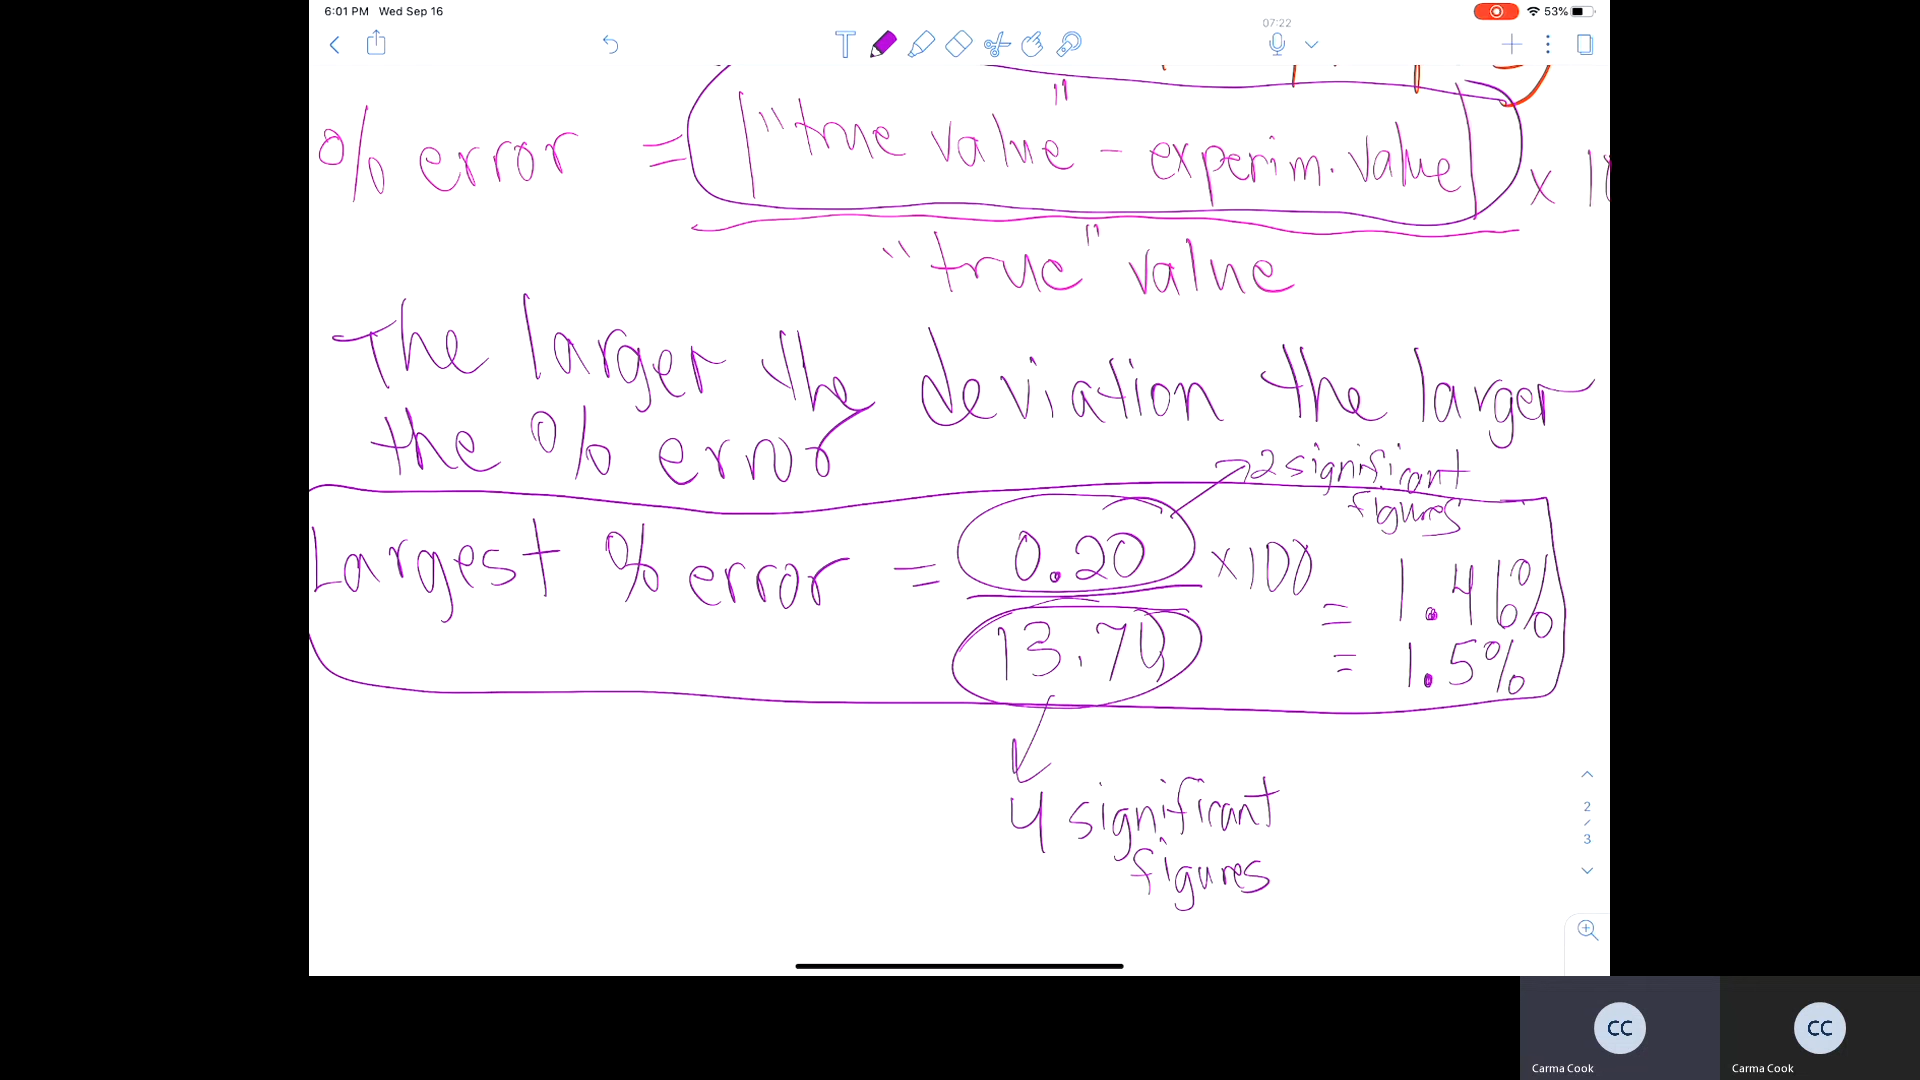 6:01 PM Wed Sep 16
53%
07:22
T
% error = |"true value" - experim. value| x 10
"true" value
The larger the deviation the larger
the % error
2 significant
figures
Largest % error = 0.20 x 100 = 1.46%
13.74 = 1.5%
4 significant
figures
2
3
CC CC
Carma Cook Carma Cook